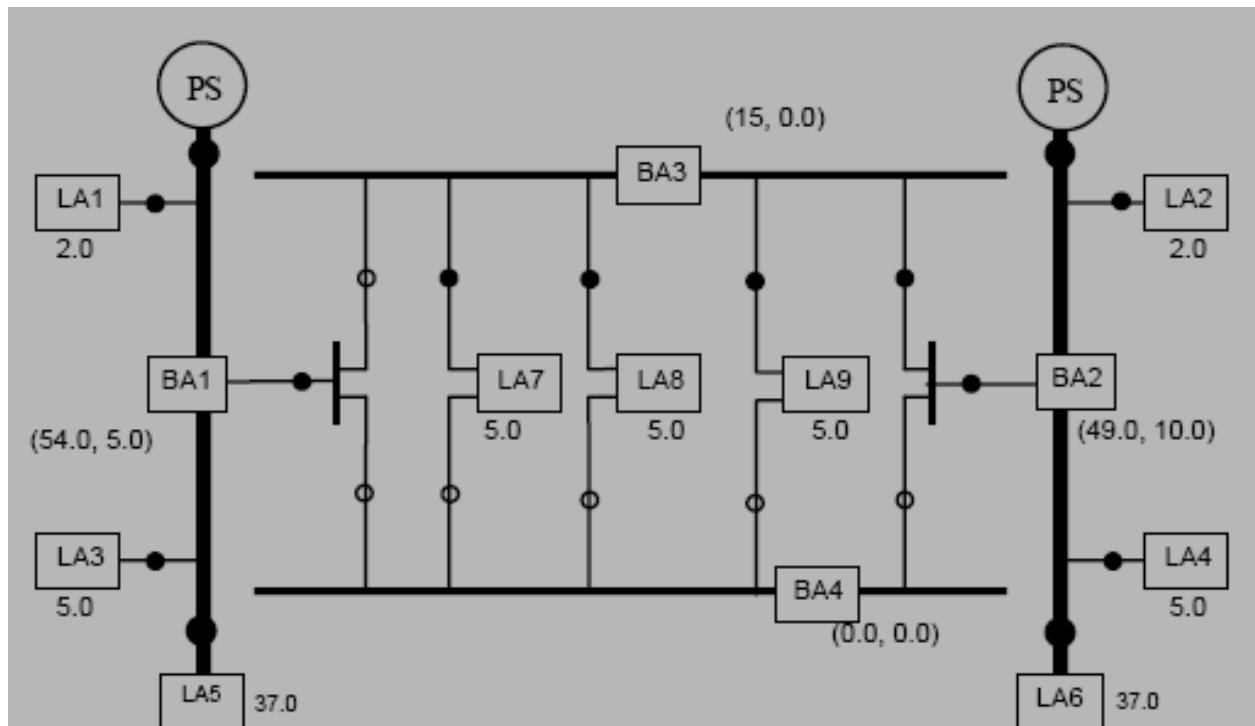 PS
PS
(15, 0.0)
BA3
LA1
2.0
LA2
2.0
BA1
LA7
5.0
LA8
5.0
LA9
5.0
BA2
(54.0, 5.0)
(49.0, 10.0)
LA3
5.0
LA4
5.0
BA4
(0.0, 0.0)
LA5
37.0
LA6
37.0